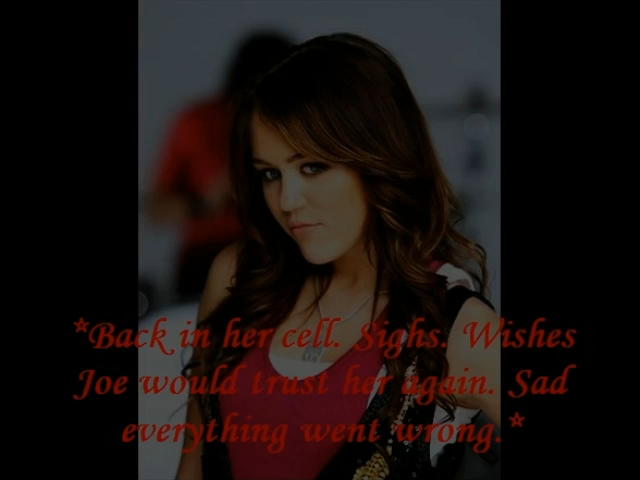 *Back in her cell. Sighs. Wishes
Joe would trust her again. Sad
everything went wrong.*